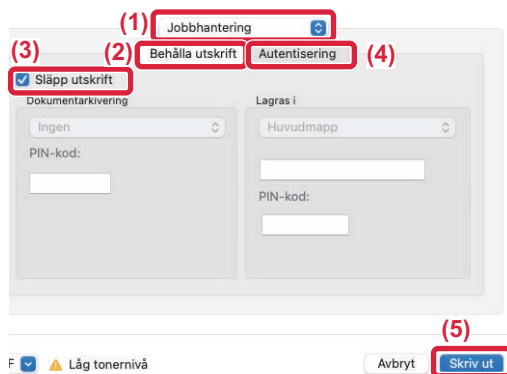 (1) Jobbhantering
(3) (2) Behålla utskrift Autentisering (4)
Släpp utskrift
Dokumentarkivering Lagras i
Ingen Huvudmapp
PIN-kod:
PIN-kod:
(5)
F Låg tonernivå Avbryt Skriv ut